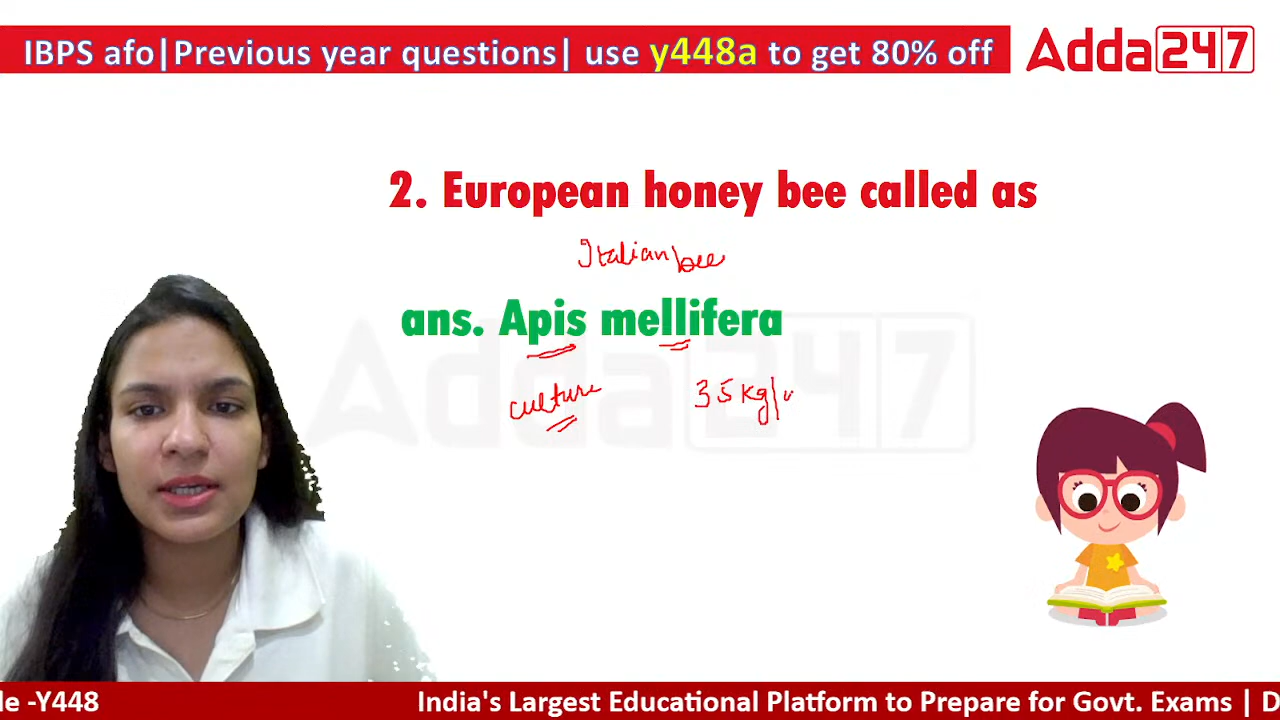 IBPS afo|Previous year questions| use y448a to get 80% off
Adda247
2. European honey bee called as
Italian bee
ans. Apis mellifera
culture 35 kg/
de -Y448 India's Largest Educational Platform to Prepare for Govt. Exams | D